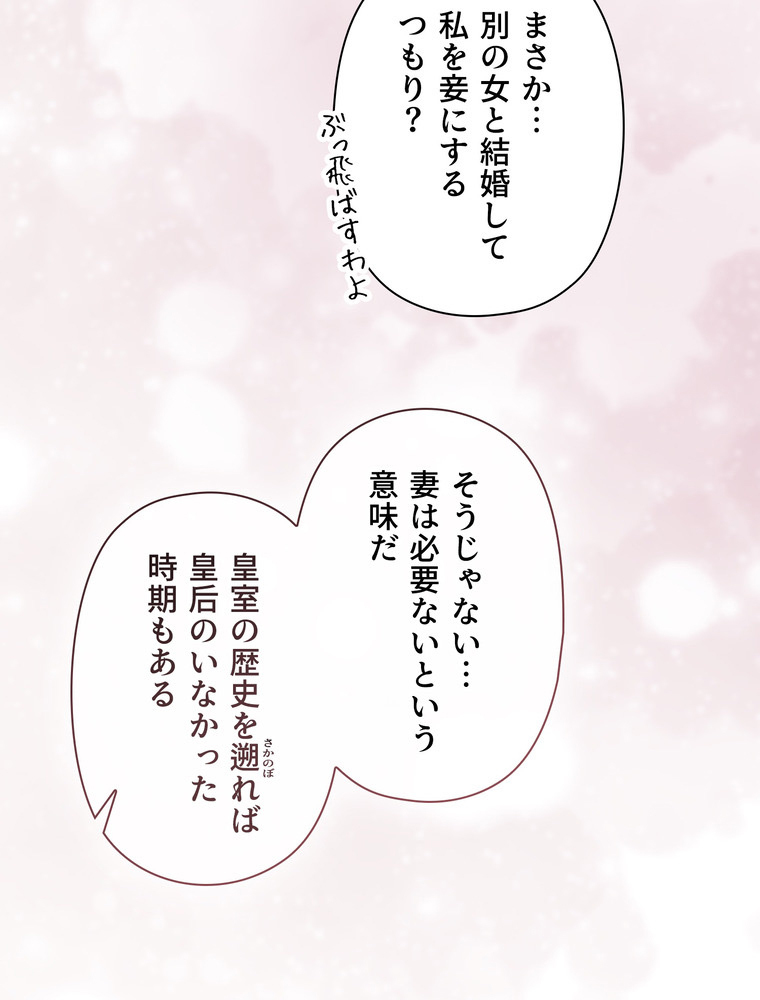 まさか…
別の女と結婚して
私を妾にする
つもり？
ぶっ飛ばすわよ
そうじゃない…
妻は必要ないという
意味だ
皇室の歴史を遡れば
さかのぼ
皇后のいなかった
時期もある